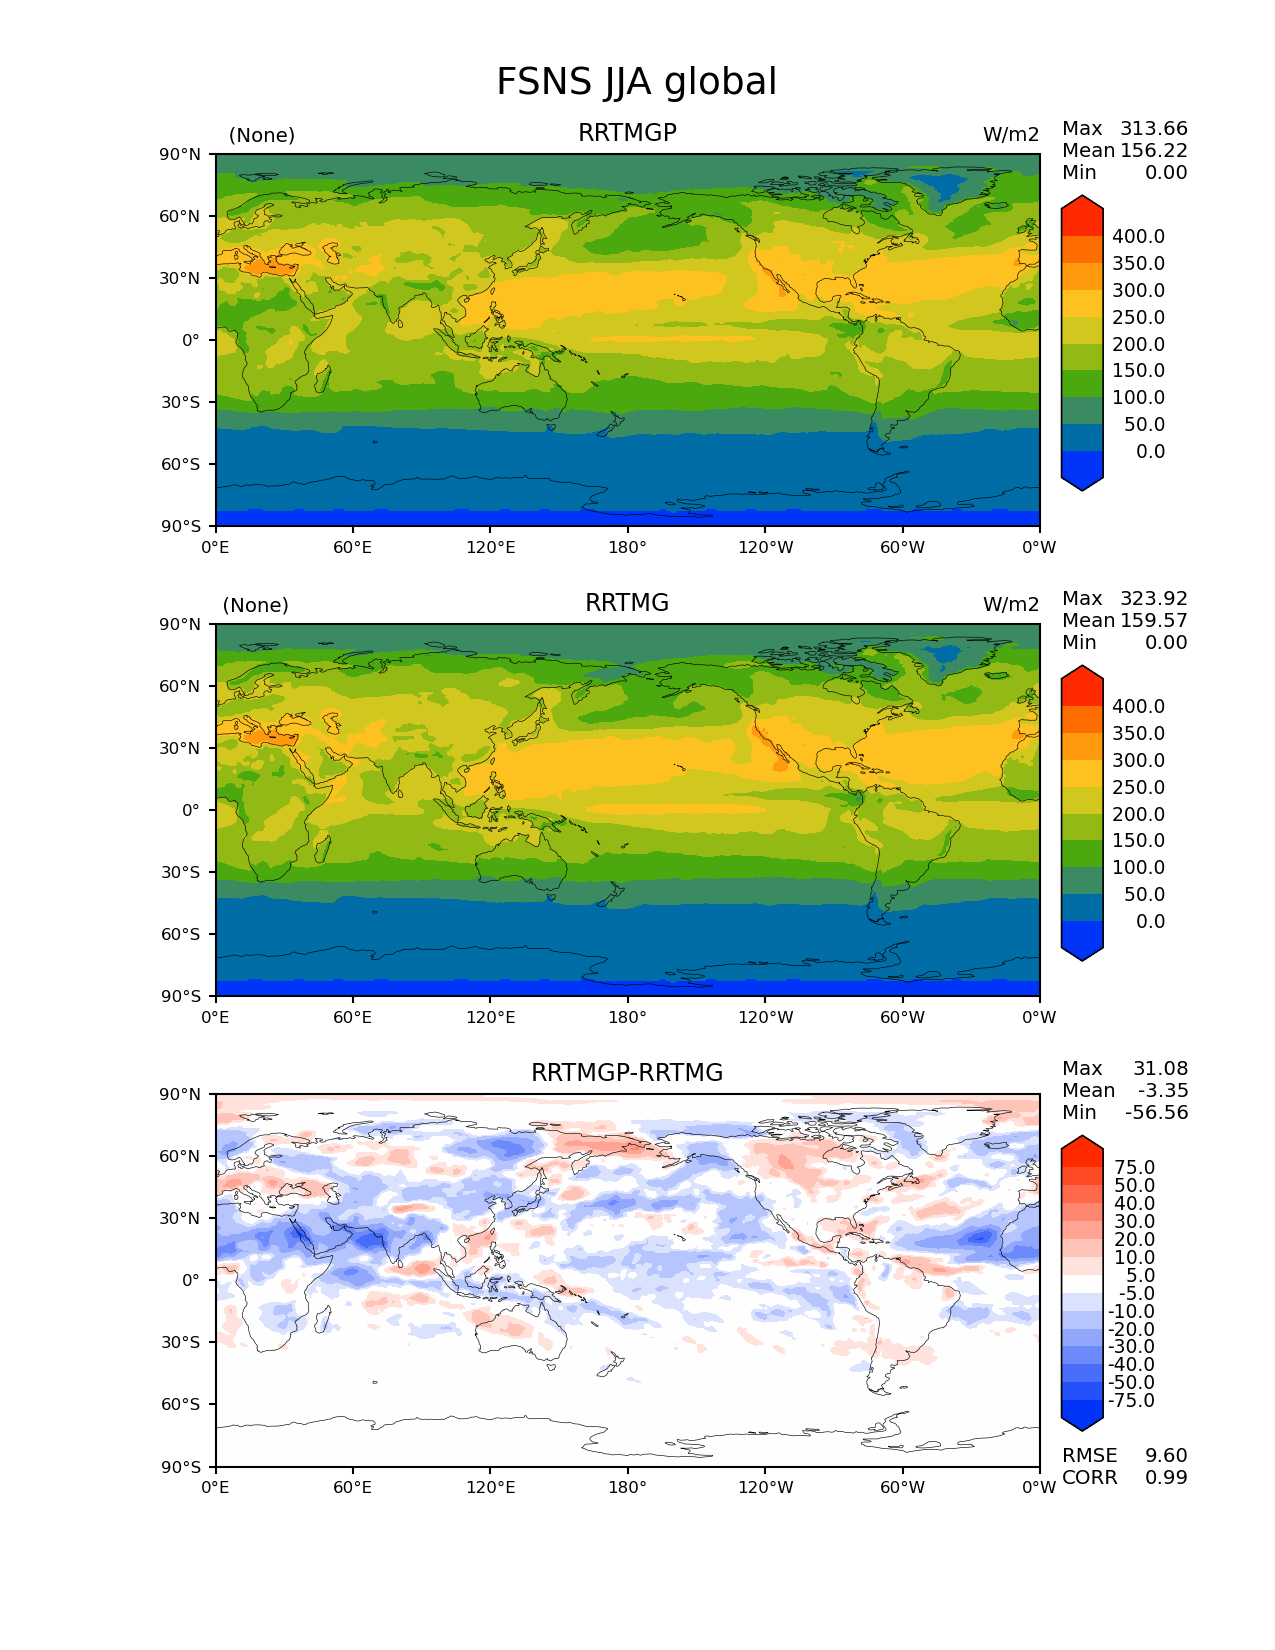 FSNS JJA global
(None) RRTMGP W/m2
Max 313.66
Mean 156.22
Min 0.00
90°N
60°N
30°N
0°
30°S
60°S
90°S
0°E 60°E 120°E 180° 120°W 60°W 0°W
400.0
350.0
300.0
250.0
200.0
150.0
100.0
50.0
0.0
(None) RRTMG W/m2
Max 323.92
Mean 159.57
Min 0.00
90°N
60°N
30°N
0°
30°S
60°S
90°S
0°E 60°E 120°E 180° 120°W 60°W 0°W
400.0
350.0
300.0
250.0
200.0
150.0
100.0
50.0
0.0
RRTMGP-RRTMG
Max 31.08
Mean -3.35
Min -56.56
90°N
60°N
30°N
0°
30°S
60°S
90°S
0°E 60°E 120°E 180° 120°W 60°W 0°W
75.0
50.0
40.0
30.0
20.0
10.0
5.0
-5.0
-10.0
-20.0
-30.0
-40.0
-50.0
-75.0
RMSE 9.60
CORR 0.99